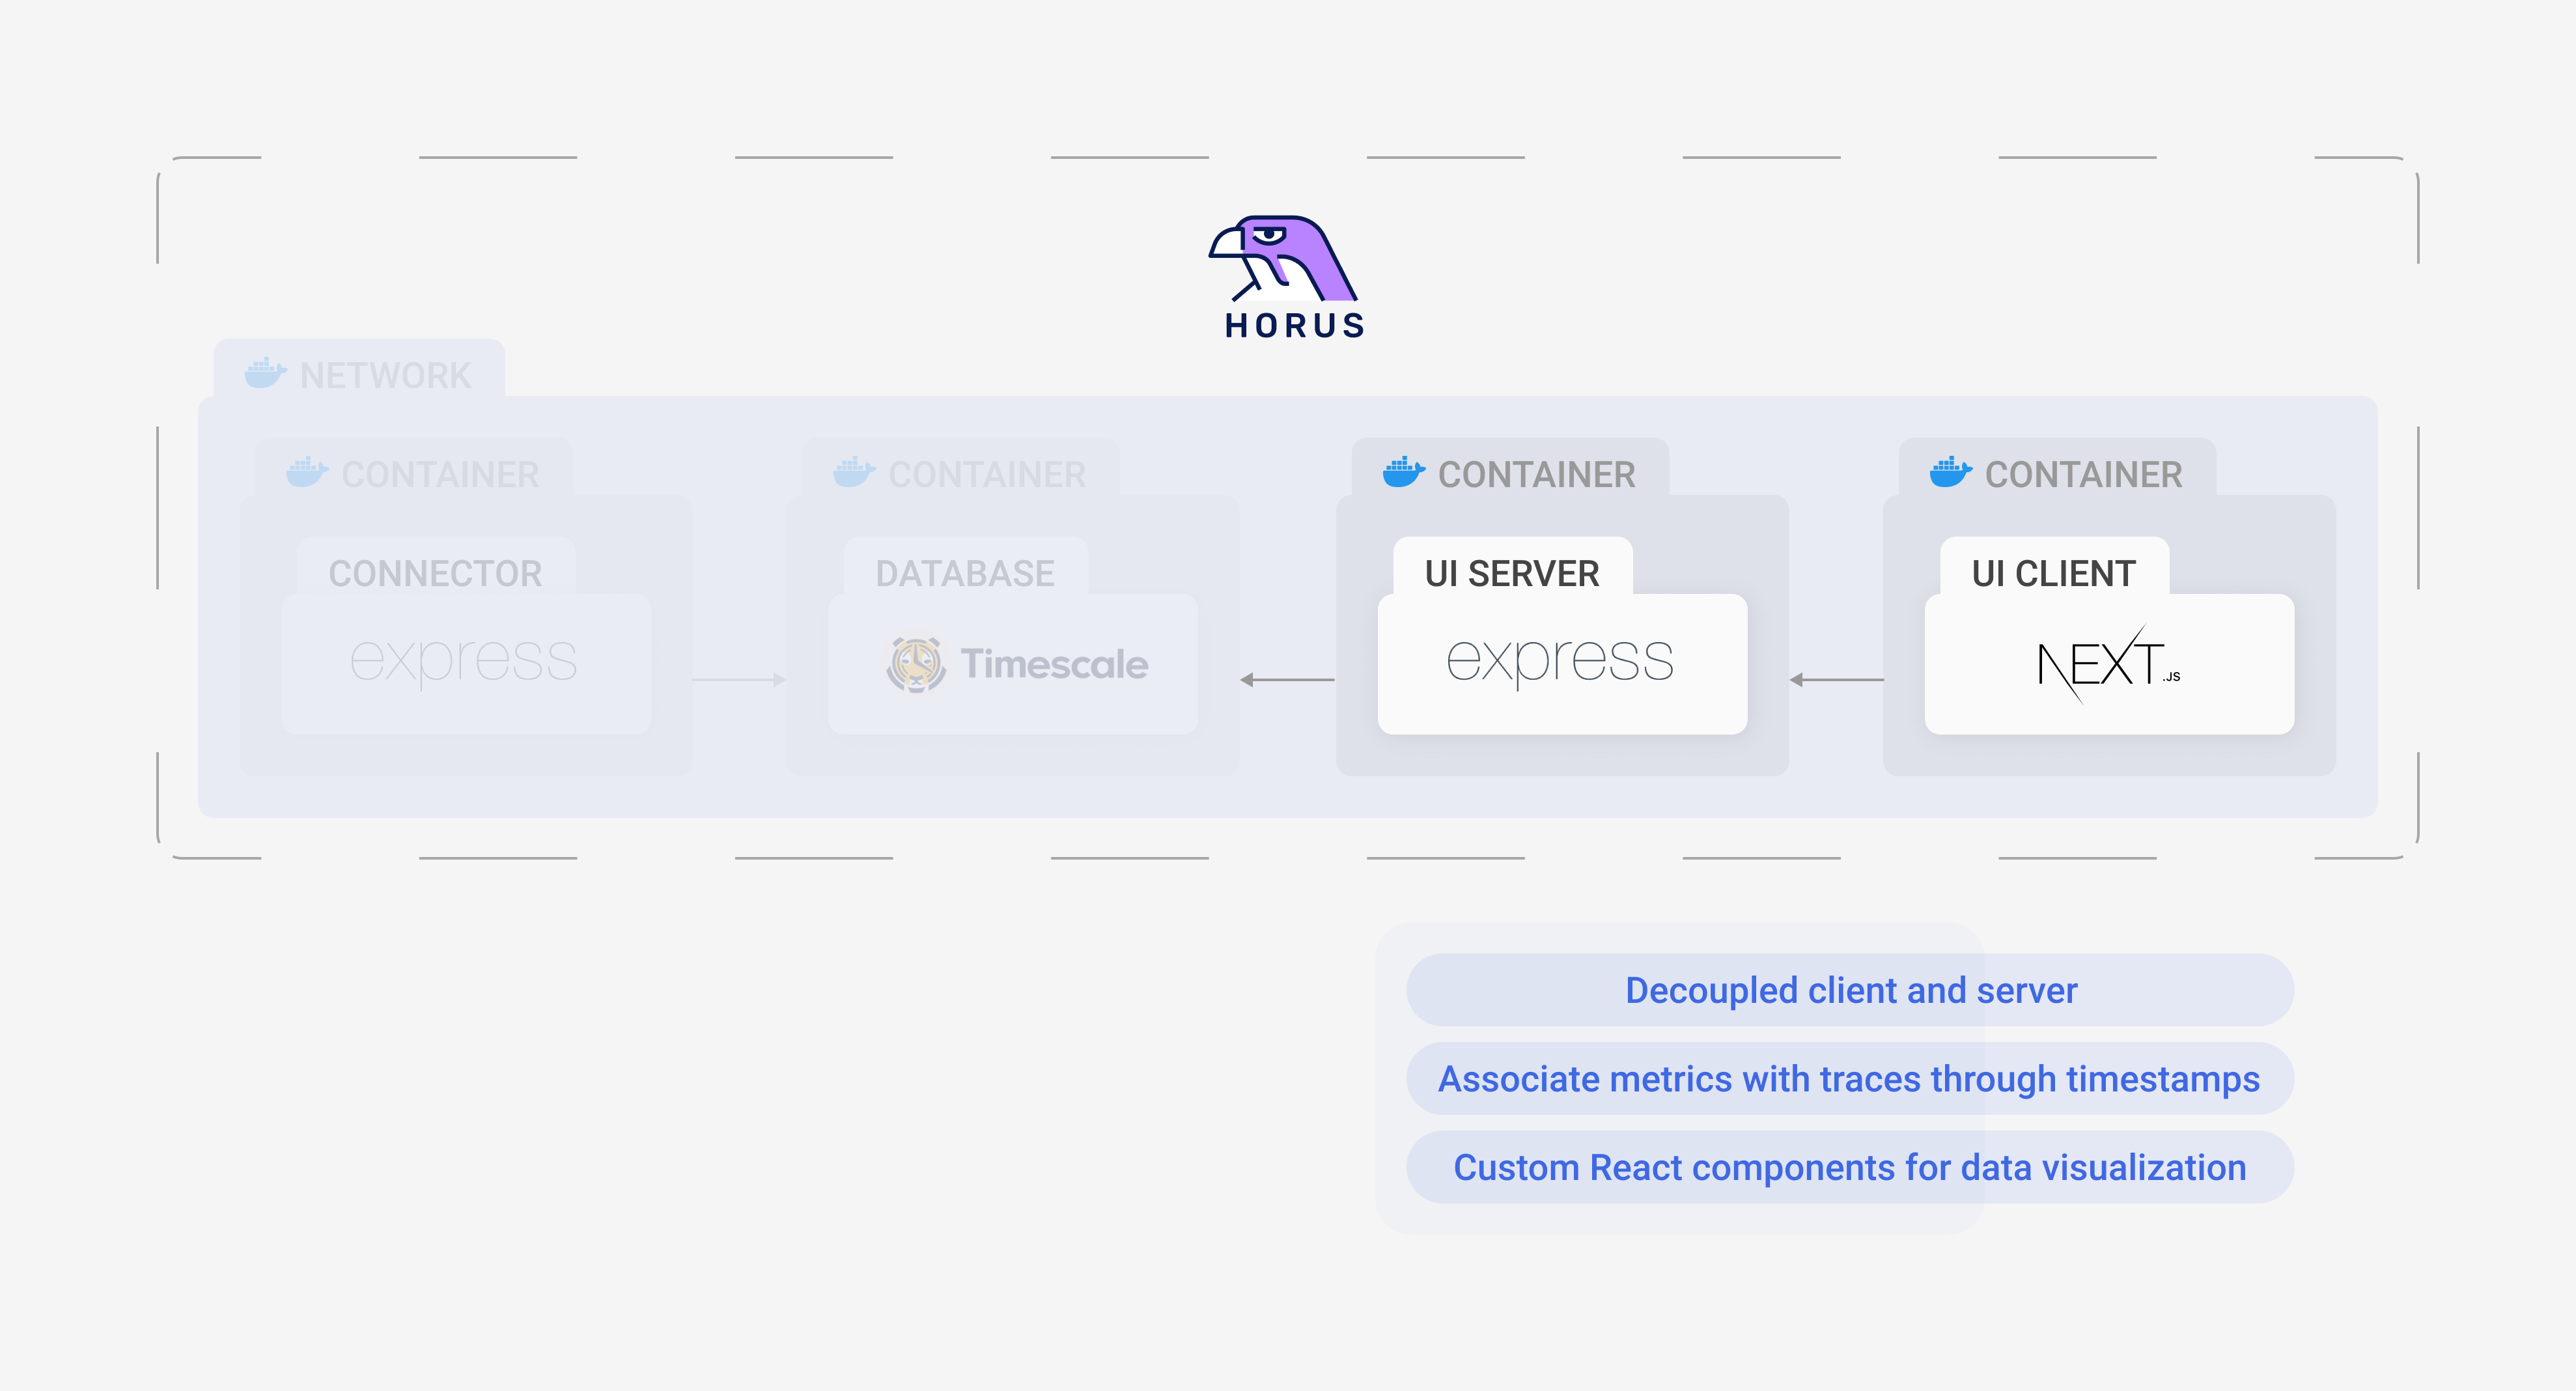 HORUS
NETWORK
CONTAINER
CONTAINER
CONTAINER
CONTAINER
CONNECTOR
DATABASE
UI SERVER
UI CLIENT
express
Timescale
express
NEXT.JS
Decoupled client and server
Associate metrics with traces through timestamps
Custom React components for data visualization